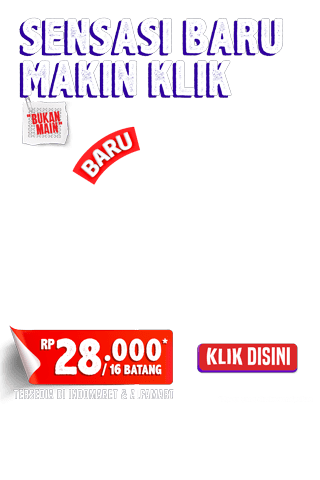 SENSASI BARU
MAKIN KLIK
"BUKAN
MAIN"
BARU
RP 28.000*
/16 BATANG
KLIK DISINI
TERSEDIA DI INDOMARET &